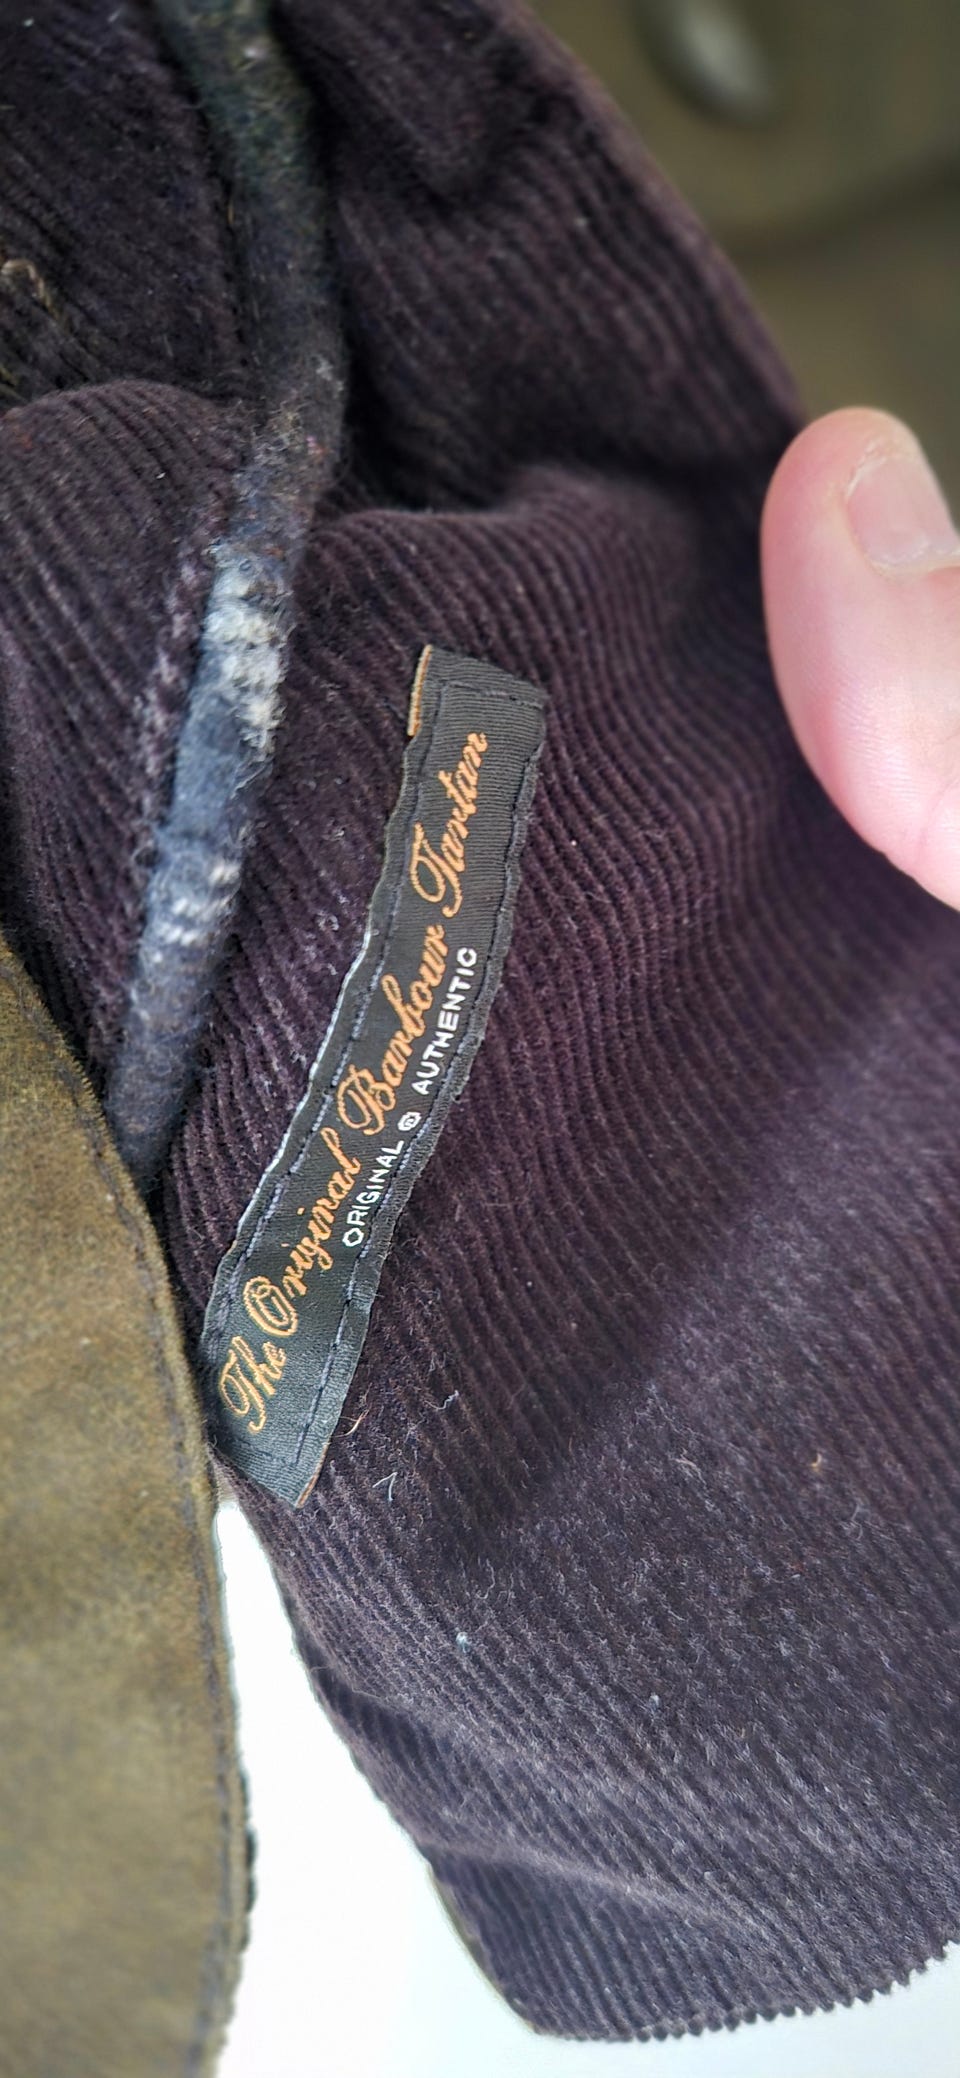 The Original Barbour Tartan
ORIGINAL ® AUTHENTIC